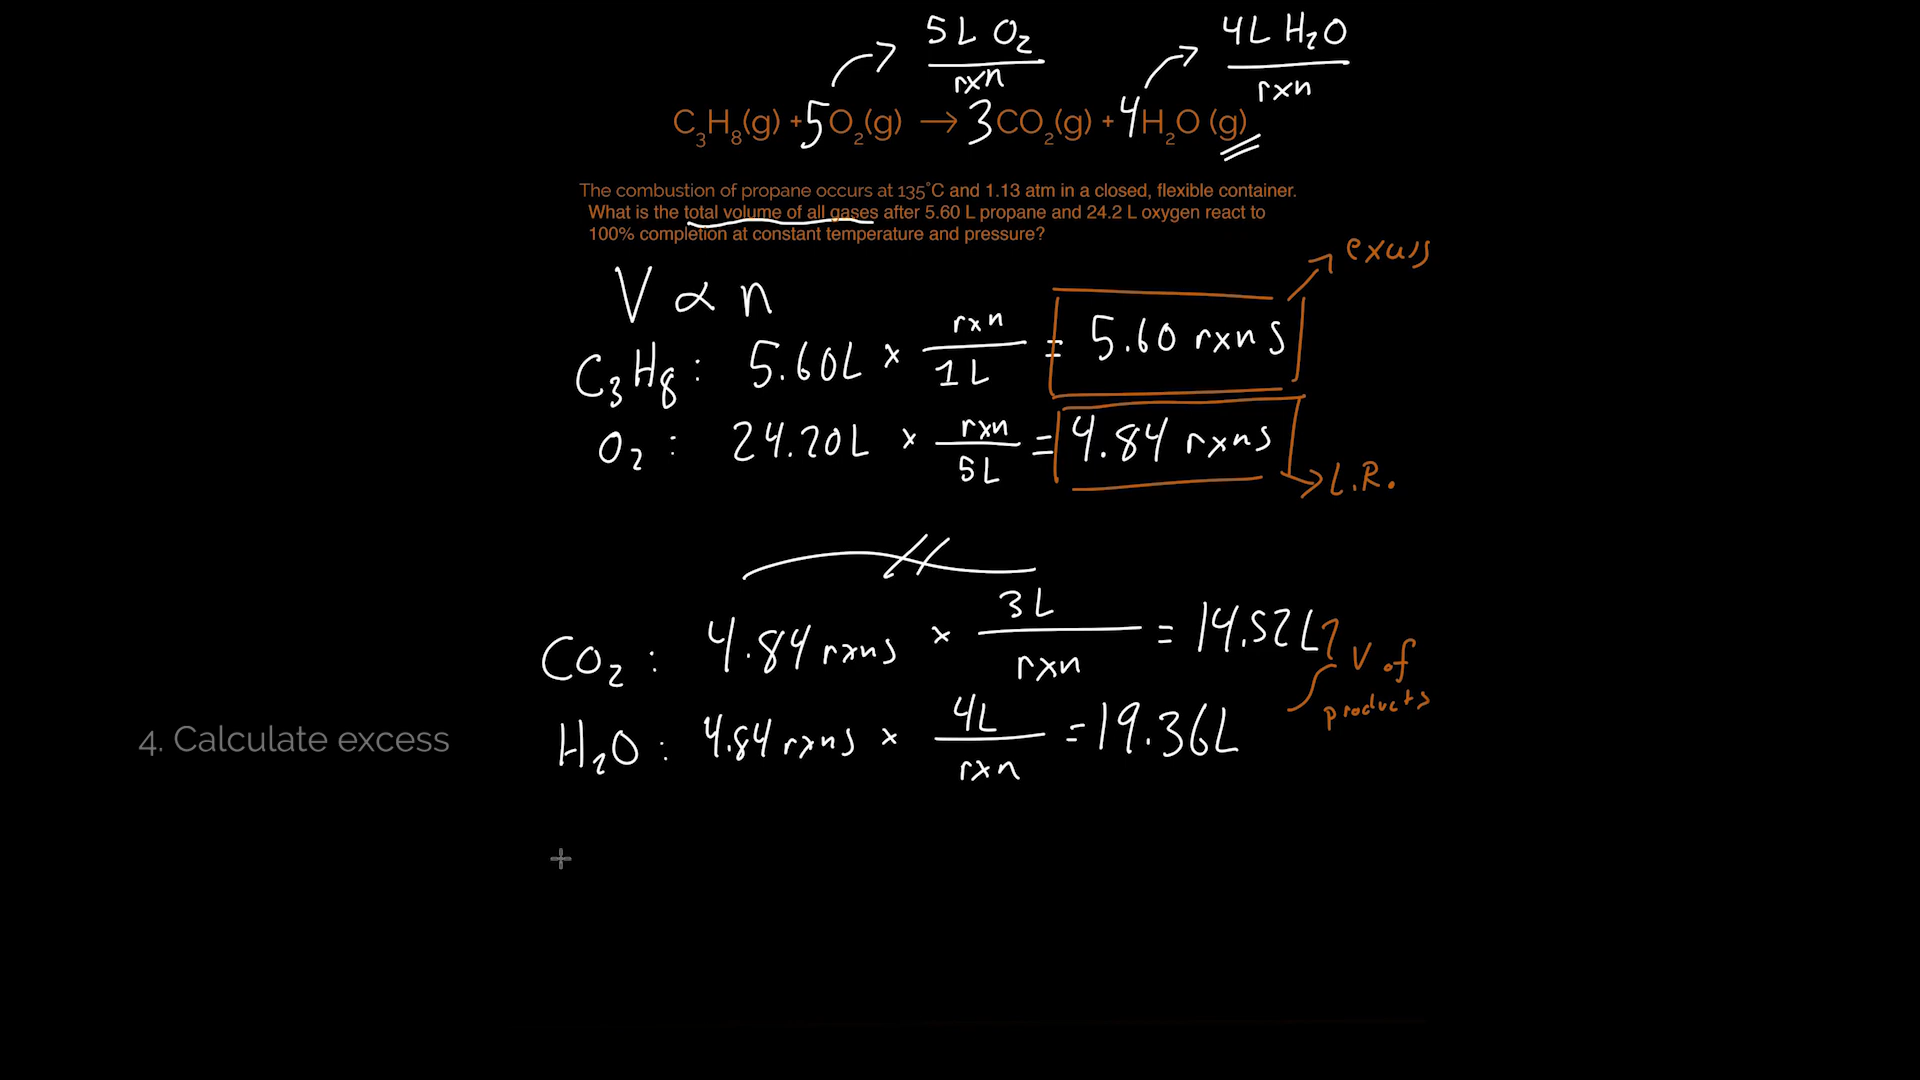 5 L O₂ / rxn
4L H₂O / rxn
C₃H₈(g) + 5O₂(g) → 3CO₂(g) + 4H₂O (g)
The combustion of propane occurs at 135°C and 1.13 atm in a closed, flexible container.
What is the total volume of all gases after 5.60 L propane and 24.2 L oxygen react to
100% completion at constant temperature and pressure?
excess
V ∝ n
C₃H₈: 5.60L × rxn / 1L = 5.60 rxns
O₂: 24.20L × rxn / 5L = 4.84 rxns
L.R.
CO₂: 4.84 rxns × 3L / rxn = 14.52L
V of
products
4. Calculate excess
H₂O: 4.84 rxns × 4L / rxn = 19.36L